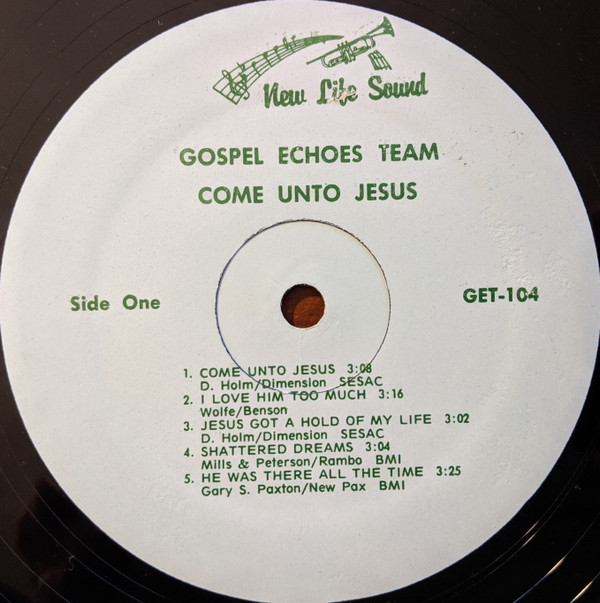 New Life Sound
GOSPEL ECHOES TEAM
COME UNTO JESUS
Side One
GET-104
1. COME UNTO JESUS 3:08
D. Holm/Dimension SESAC
2. I LOVE HIM TOO MUCH 3:16
Wolfe/Benson
3. JESUS GOT A HOLD OF MY LIFE 3:02
D. Holm/Dimension SESAC
4. SHATTERED DREAMS 3:04
Mills & Peterson/Rambo BMI
5. HE WAS THERE ALL THE TIME 3:25
Gary S. Paxton/New Pax BMI